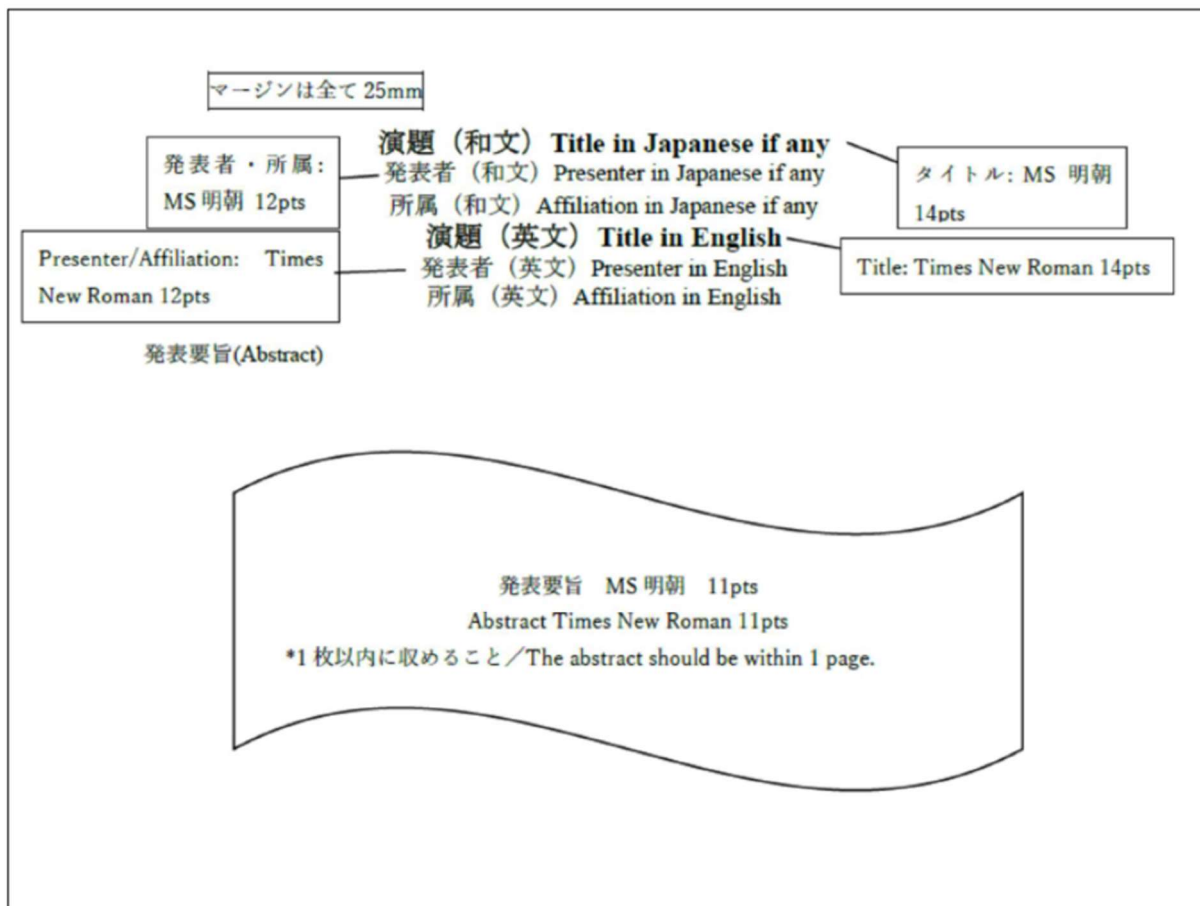 マージンは全て 25mm
発表者・所属:
MS 明朝 12pts
演題（和文）Title in Japanese if any
発表者（和文）Presenter in Japanese if any
所属（和文）Affiliation in Japanese if any
タイトル: MS 明朝
14pts
Presenter/Affiliation: Times
New Roman 12pts
演題（英文）Title in English
発表者（英文）Presenter in English
所属（英文）Affiliation in English
Title: Times New Roman 14pts
発表要旨(Abstract)
発表要旨　MS 明朝　11pts
Abstract Times New Roman 11pts
*1 枚以内に収めること／The abstract should be within 1 page.